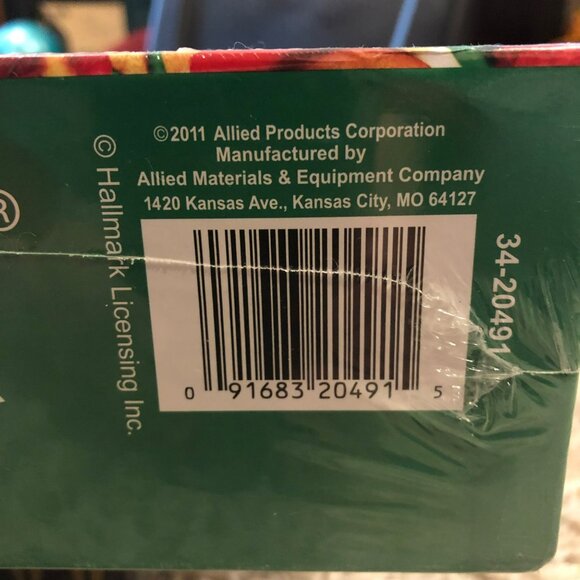 ©2011 Allied Products Corporation
Manufactured by
Allied Materials & Equipment Company
1420 Kansas Ave., Kansas City, MO 64127
© Hallmark Licensing Inc.
®
34-20491
0 91683 20491 5